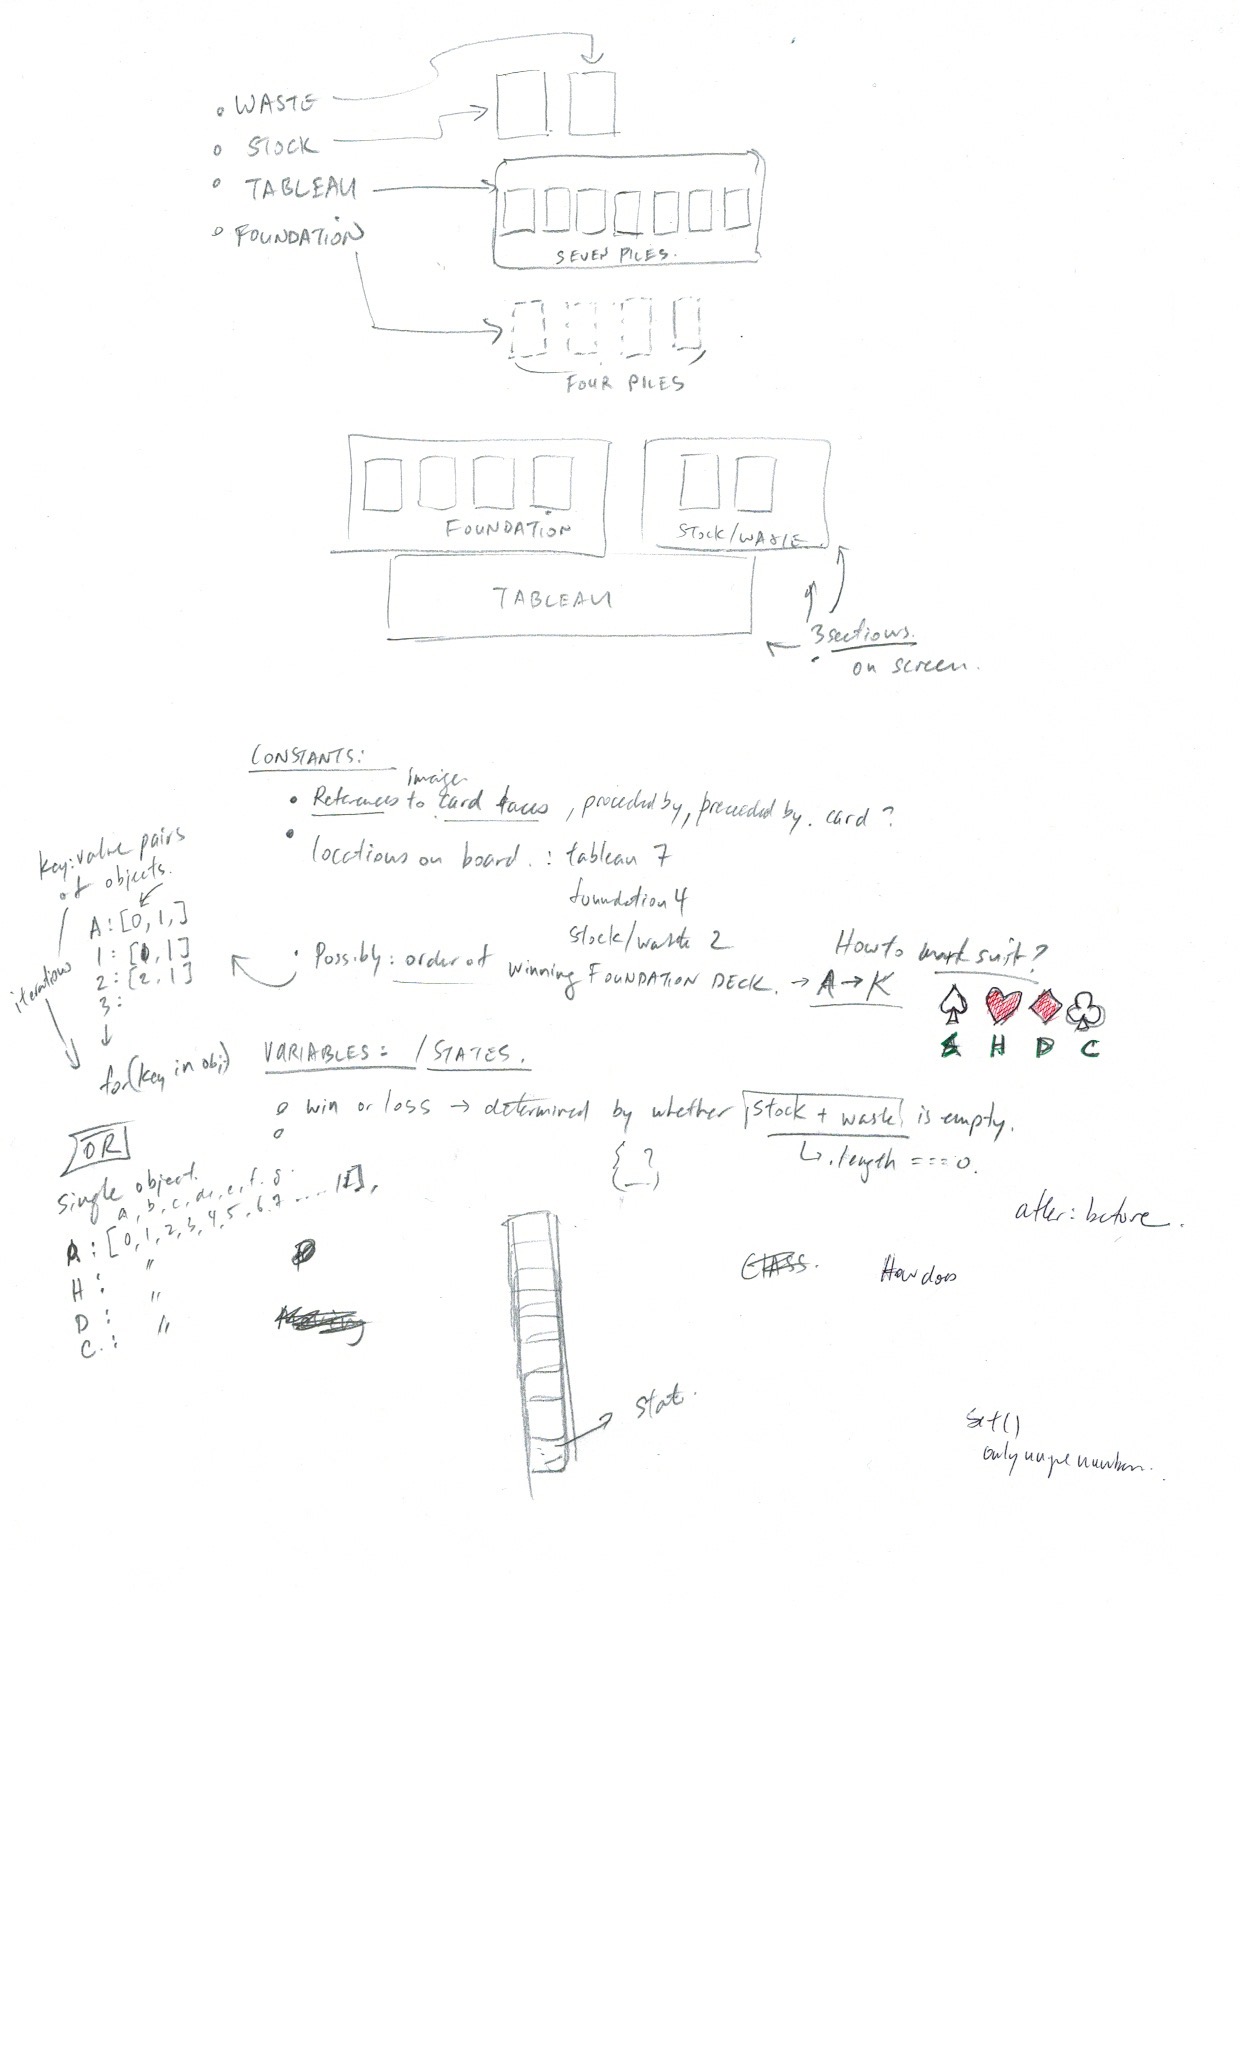 WASTE
STOCK
TABLEAU
FOUNDATION
SEVEN PILES.
FOUR PILES
FOUNDATION
STOCK/WASTE
TABLEAU
3 sections.
on screen.
CONSTANTS:
Image
References to card faces, proceded by, preceded by. card?
locations on board. : tableau 7
foundation 4
stock/waste 2
Possibly: order of winning FOUNDATION DECK. → A → K
How to mark suit?
S H D C
key:value pairs
of objects.
A: [0, 1,]
1: [0, 1]
2: [2, 1]
3:
iterations
for(key in obj)
VARIABLES: / STATES.
win or loss → determined by whether stock + waste is empty.
.length === 0.
{ ?
OR
single object.
a, b, c, d, e, f, g
: [0, 1, 2, 3, 4, 5, 6, 7 .... ],
H: "
D: "
C.: "
after: before.
CLASS.
How does
stat.
set()
only unqe number.